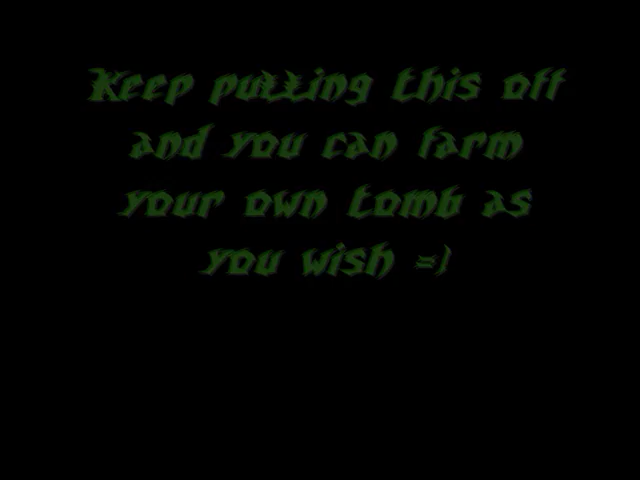 Keep putting this off
and you can farm
your own tomb as
you wish =)